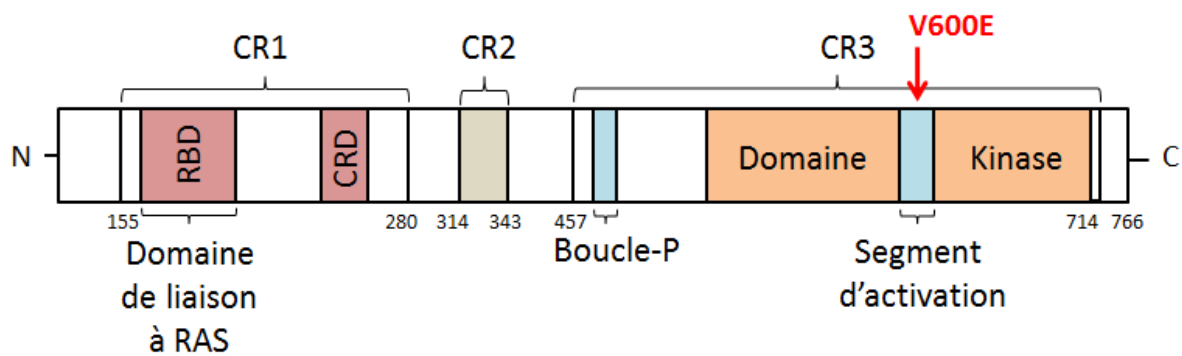 V600E
CR1
CR2
CR3
N
RBD
CRD
Domaine
Kinase
C
155
280
314
343
457
714
766
Domaine
de liaison
à RAS
Boucle-P
Segment
d'activation